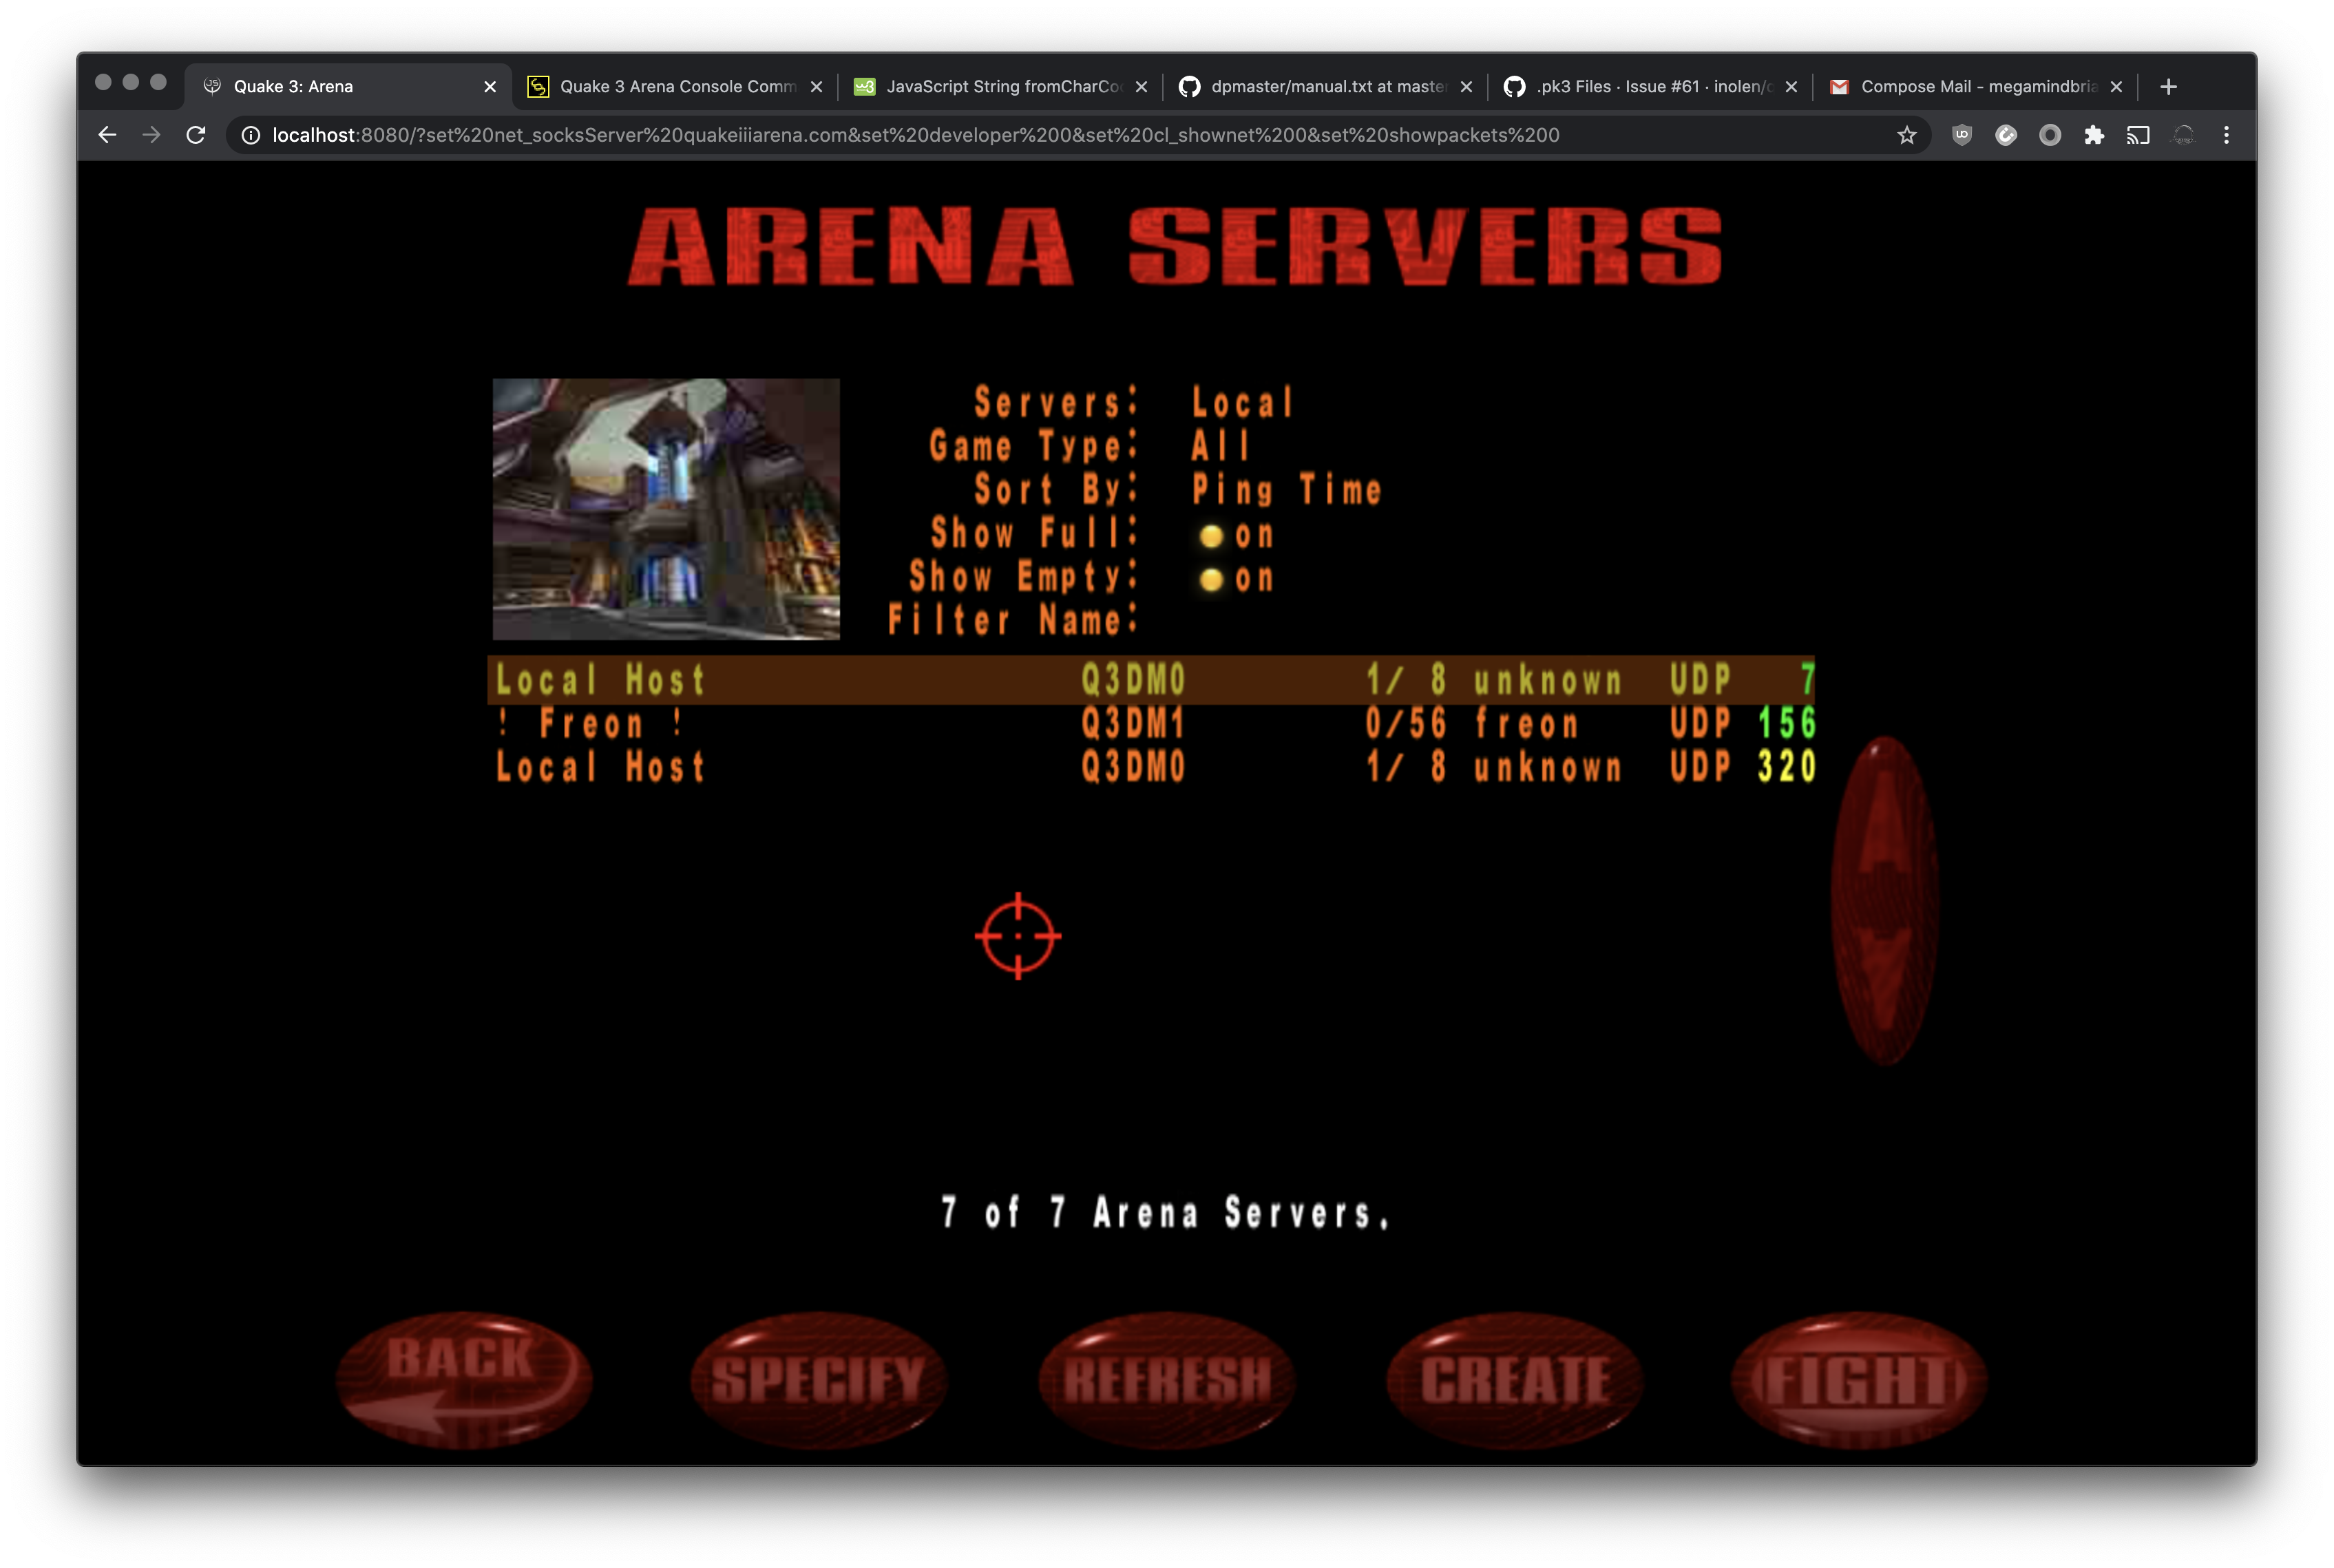 Quake 3: Arena
Quake 3 Arena Console Comm
JavaScript String fromCharCo
dpmaster/manual.txt at master
.pk3 Files · Issue #61 · inolen/
Compose Mail - megamindbria
localhost:8080/?set%20net_socksServer%20quakeiiiarena.com&set%20developer%200&set%20cl_shownet%200&set%20showpackets%200
ARENA SERVERS
Servers: Local
Game Type: All
Sort By: Ping Time
Show Full: on
Show Empty: on
Filter Name:
Local Host Q3DM0 1/ 8 unknown UDP 7
! Freon ! Q3DM1 0/56 freon UDP 156
Local Host Q3DM0 1/ 8 unknown UDP 320
7 of 7 Arena Servers.
BACK SPECIFY REFRESH CREATE FIGHT